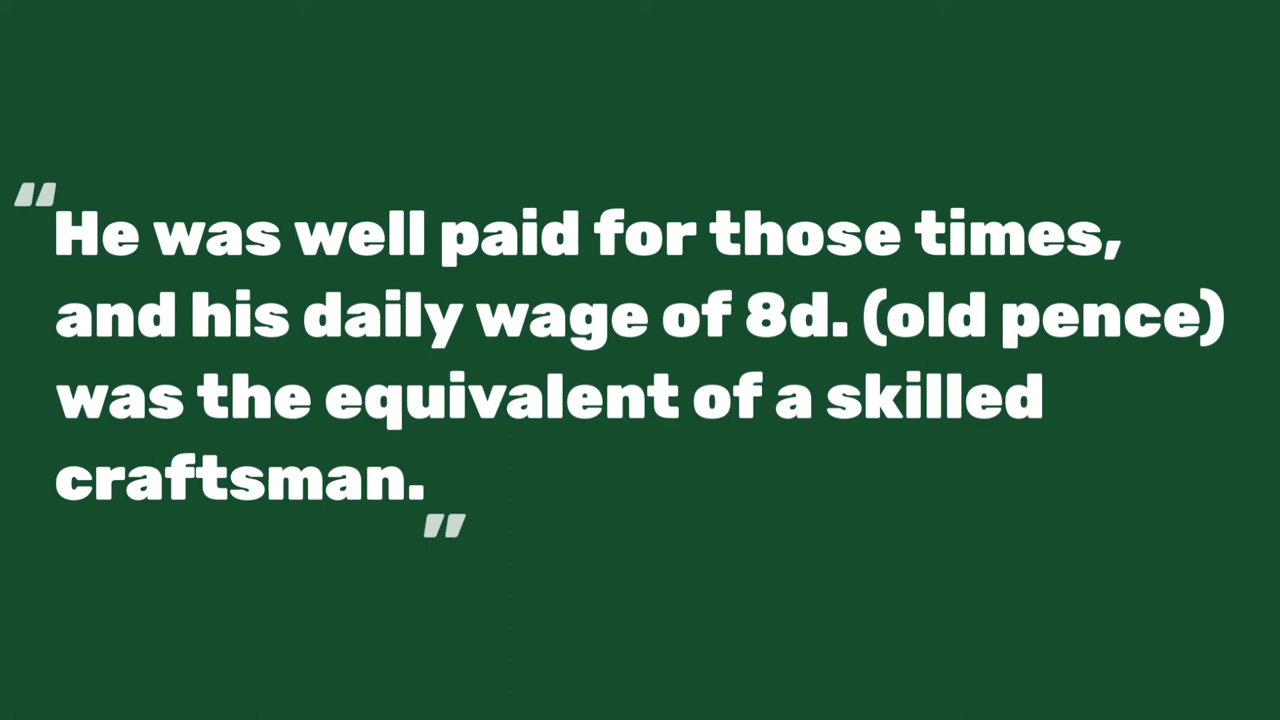 "He was well paid for those times,
and his daily wage of 8d. (old pence)
was the equivalent of a skilled
craftsman."